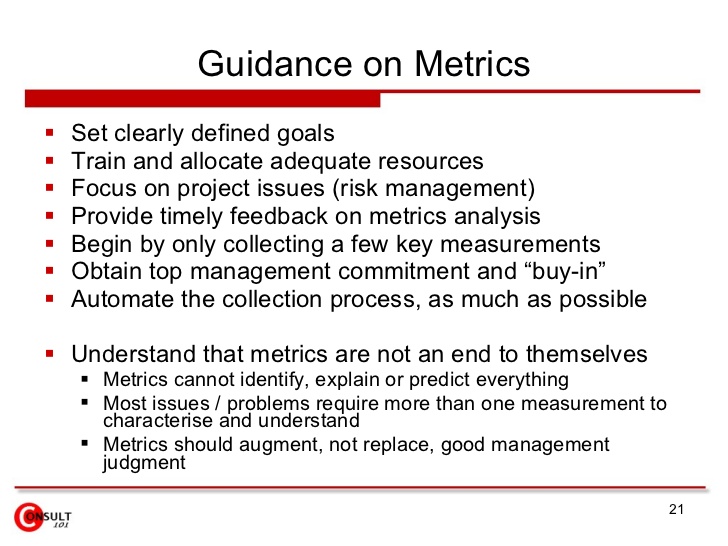 Guidance on Metrics
Set clearly defined goals
Train and allocate adequate resources
Focus on project issues (risk management)
Provide timely feedback on metrics analysis
Begin by only collecting a few key measurements
Obtain top management commitment and “buy-in”
Automate the collection process, as much as possible
Understand that metrics are not an end to themselves
Metrics cannot identify, explain or predict everything
Most issues / problems require more than one measurement to
characterise and understand
Metrics should augment, not replace, good management
judgment
CONSULT
101
21